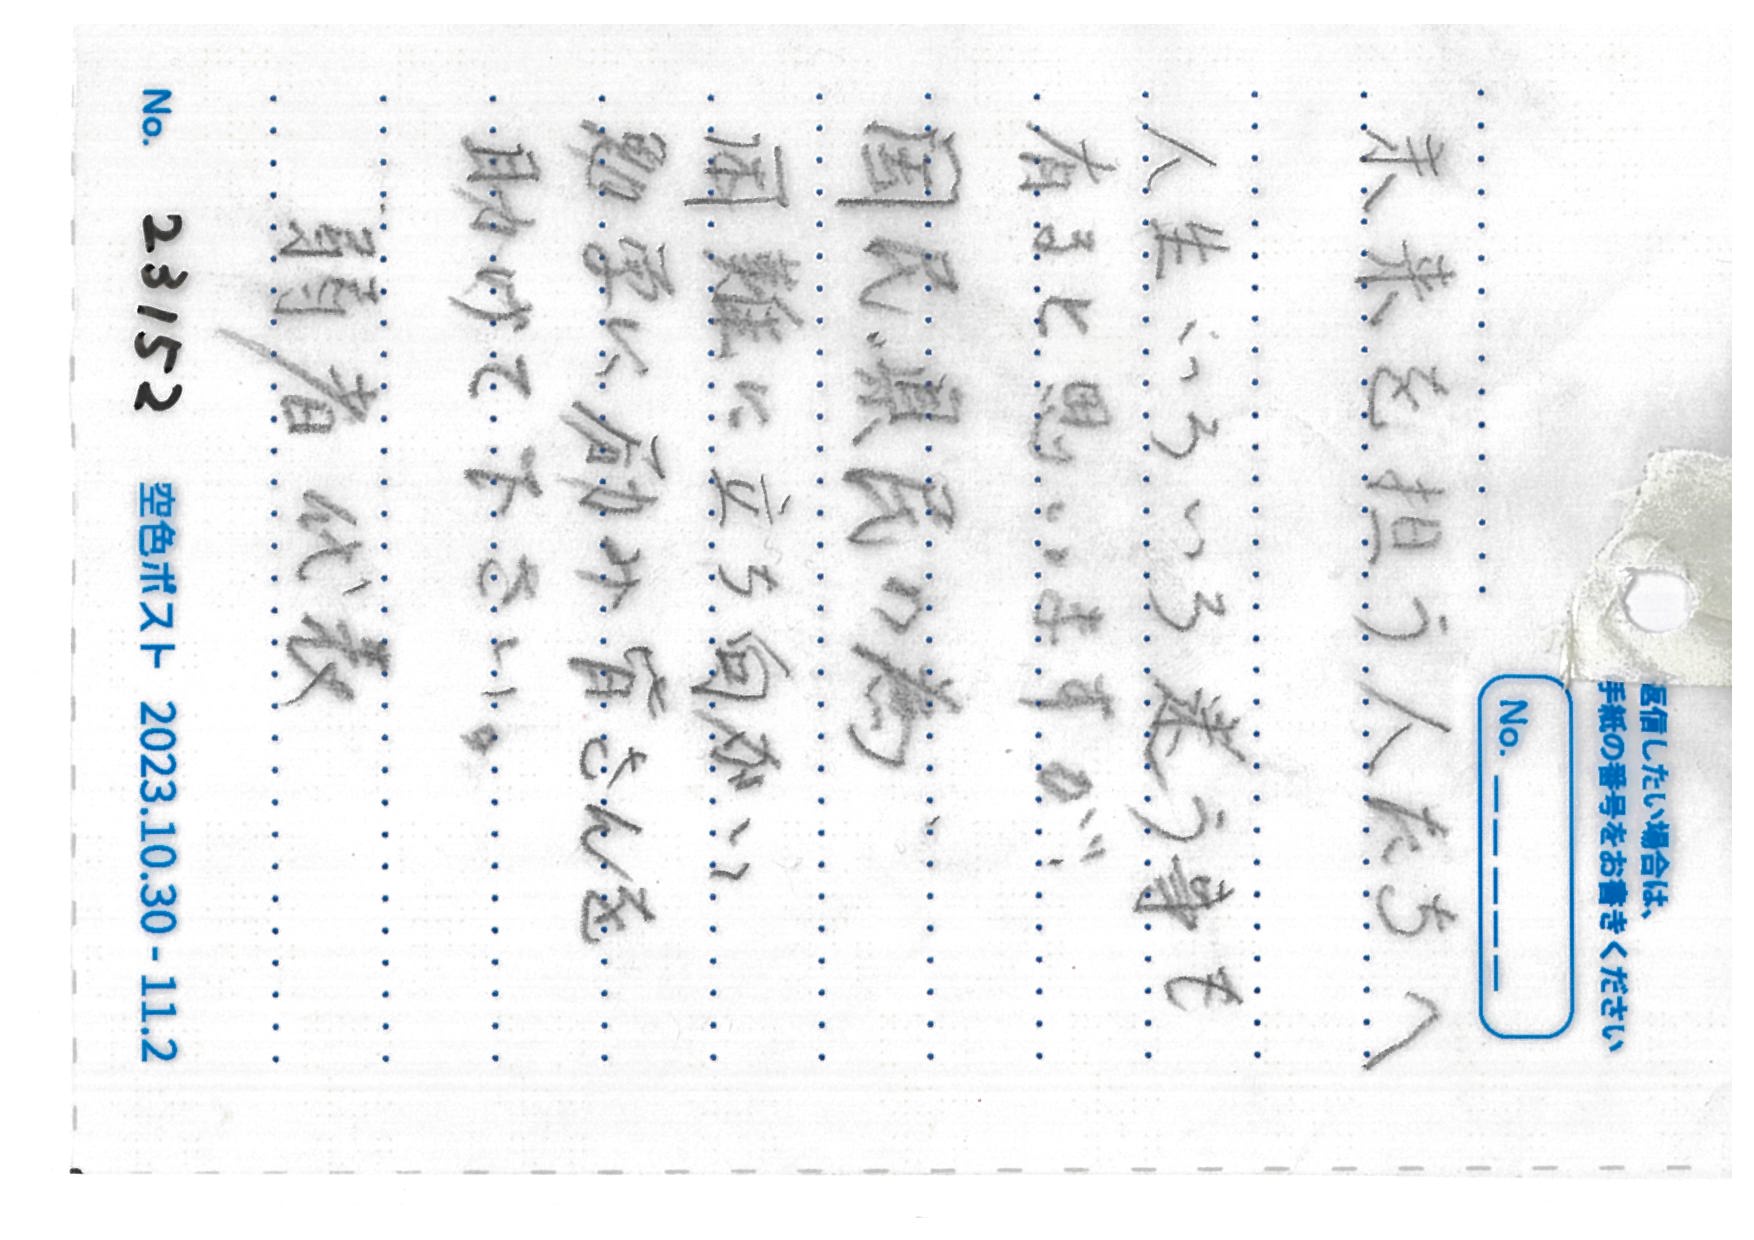 返信したい場合は、
手紙の番号をお書きください
No. _ _ _ _ _
未来を担う人たちへ
人生いろいろ迷う事も
有ると思いますが
国民、県民の為
困難に立ち向かい
勉学に励み皆さんを
助けて下さい。
弱者代表
No. 23152 空色ポスト 2023.10.30 - 11.2